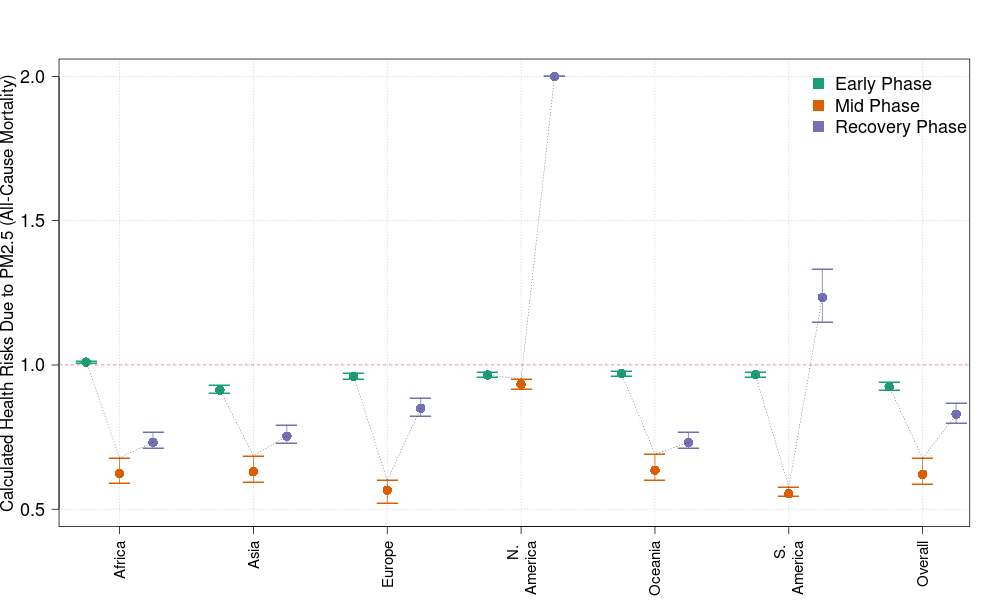 Calculated Health Risks Due to PM2.5 (All-Cause Mortality)
2.0
1.5
1.0
0.5
Early Phase
Mid Phase
Recovery Phase
Africa
Asia
Europe
N.
America
Oceania
S.
America
Overall